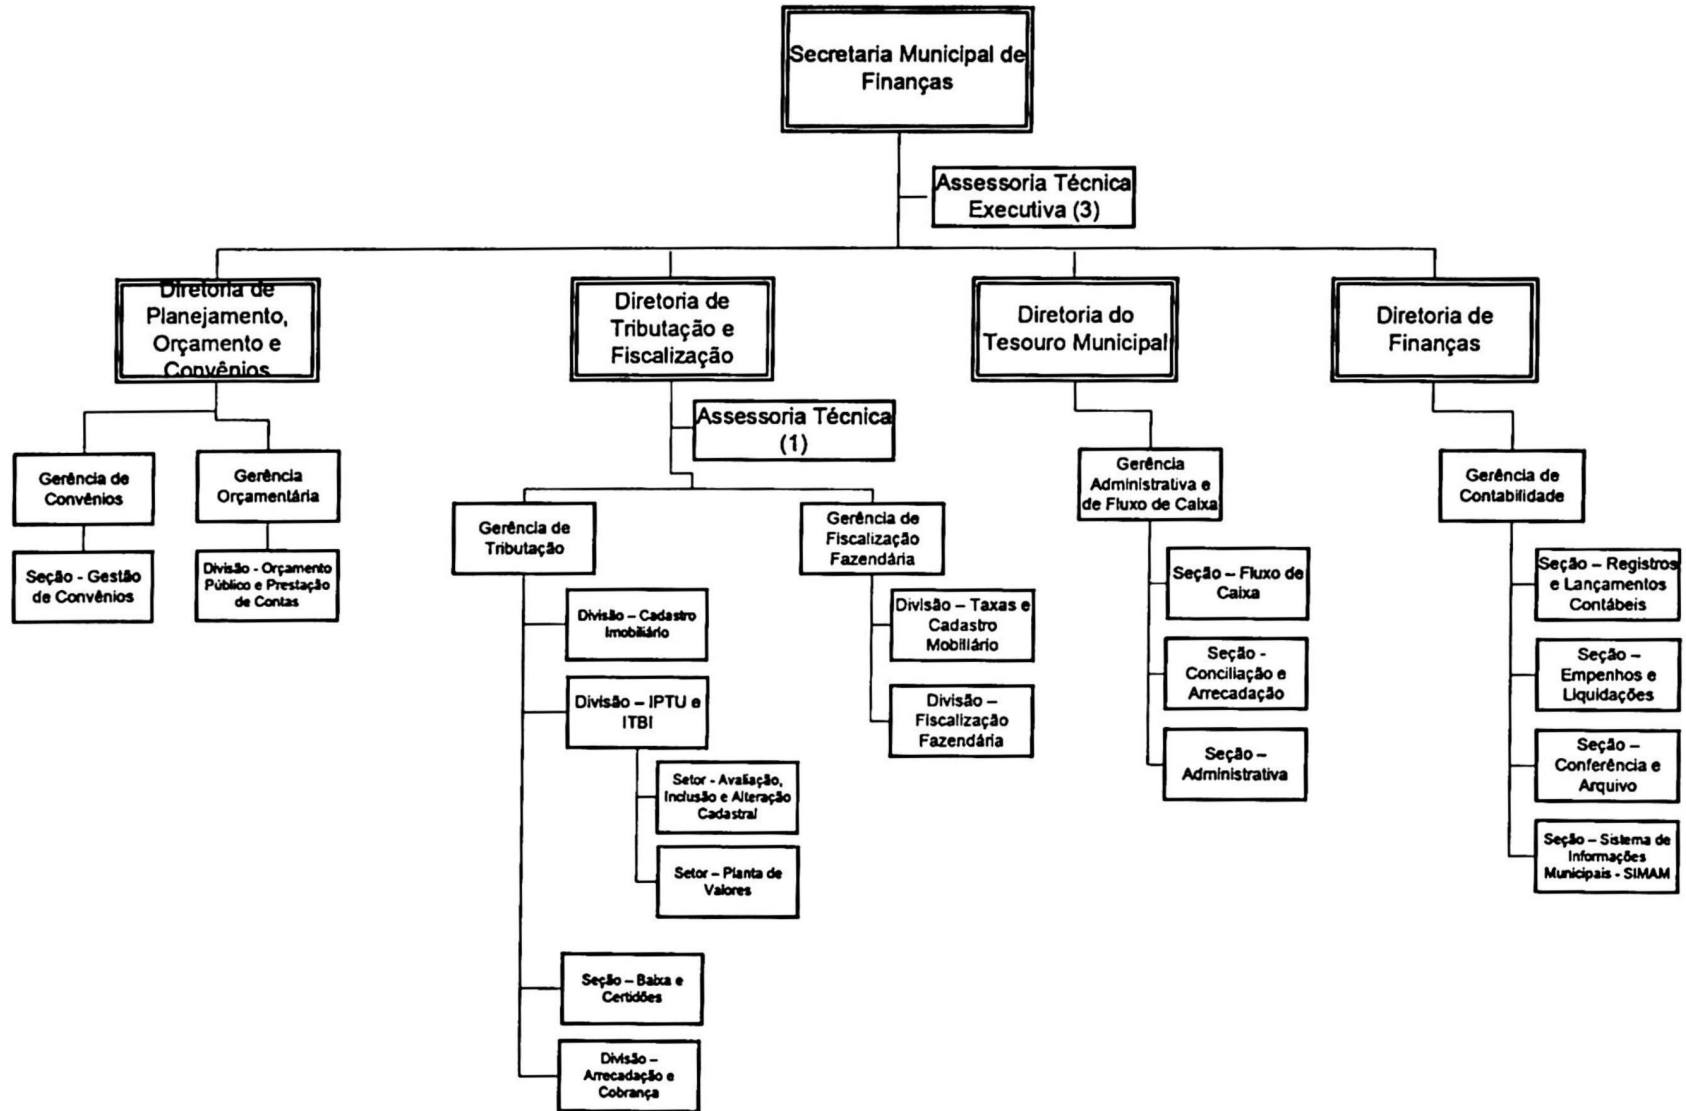 Secretaria Municipal de
Finanças
Assessoria Técnica
Executiva (3)
Diretoria de
Planejamento,
Orçamento e
Convênios
Diretoria de
Tributação e
Fiscalização
Diretoria do
Tesouro Municipal
Diretoria de
Finanças
Assessoria Técnica
(1)
Gerência de
Convênios
Gerência
Orçamentária
Seção - Gestão
de Convênios
Divisão - Orçamento
Público e Prestação
de Contas
Gerência de
Tributação
Gerência de
Fiscalização
Fazendária
Divisão – Cadastro
Imobiliário
Divisão – IPTU e
ITBI
Setor - Avaliação,
Inclusão e Alteração
Cadastral
Setor – Planta de
Valores
Seção – Baixa e
Certidões
Divisão –
Arrecadação e
Cobrança
Divisão – Taxas e
Cadastro
Mobiliário
Divisão –
Fiscalização
Fazendária
Gerência
Administrativa e
de Fluxo de Caixa
Seção – Fluxo de
Caixa
Seção -
Conciliação e
Arrecadação
Seção –
Administrativa
Gerência de
Contabilidade
Seção – Registros
e Lançamentos
Contábeis
Seção –
Empenhos e
Liquidações
Seção –
Conferência e
Arquivo
Seção – Sistema de
Informações
Municipais - SIMAM